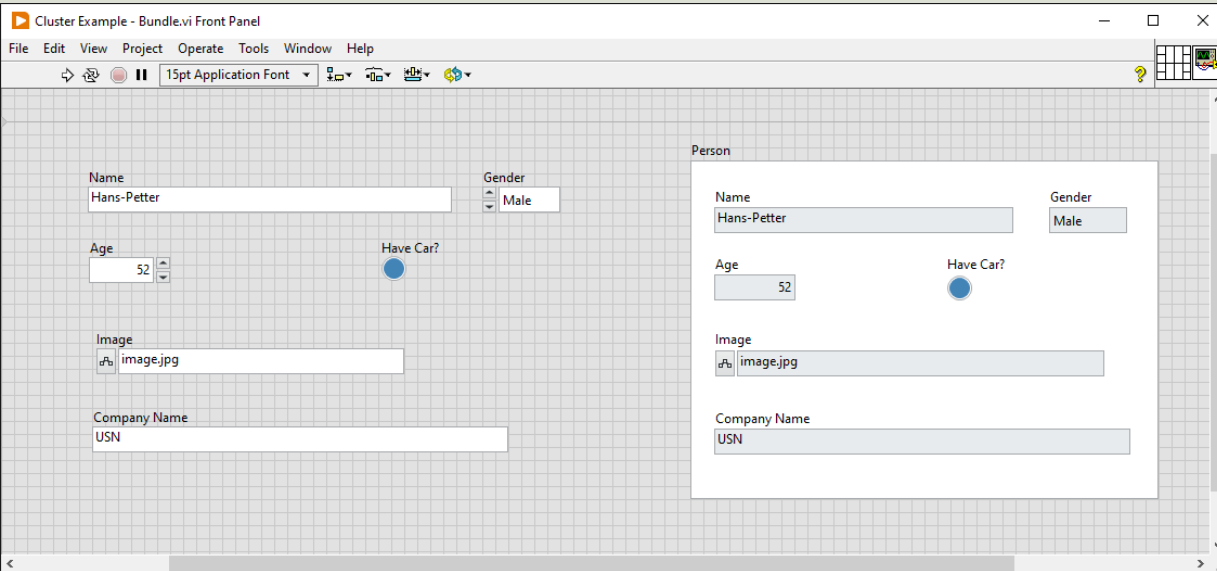 Cluster Example - Bundle.vi Front Panel
File Edit View Project Operate Tools Window Help
15pt Application Font
?
Name
Hans-Petter
Gender
Male
Age
52
Have Car?
Image
image.jpg
Company Name
USN
Person
Name
Hans-Petter
Gender
Male
Age
52
Have Car?
Image
image.jpg
Company Name
USN